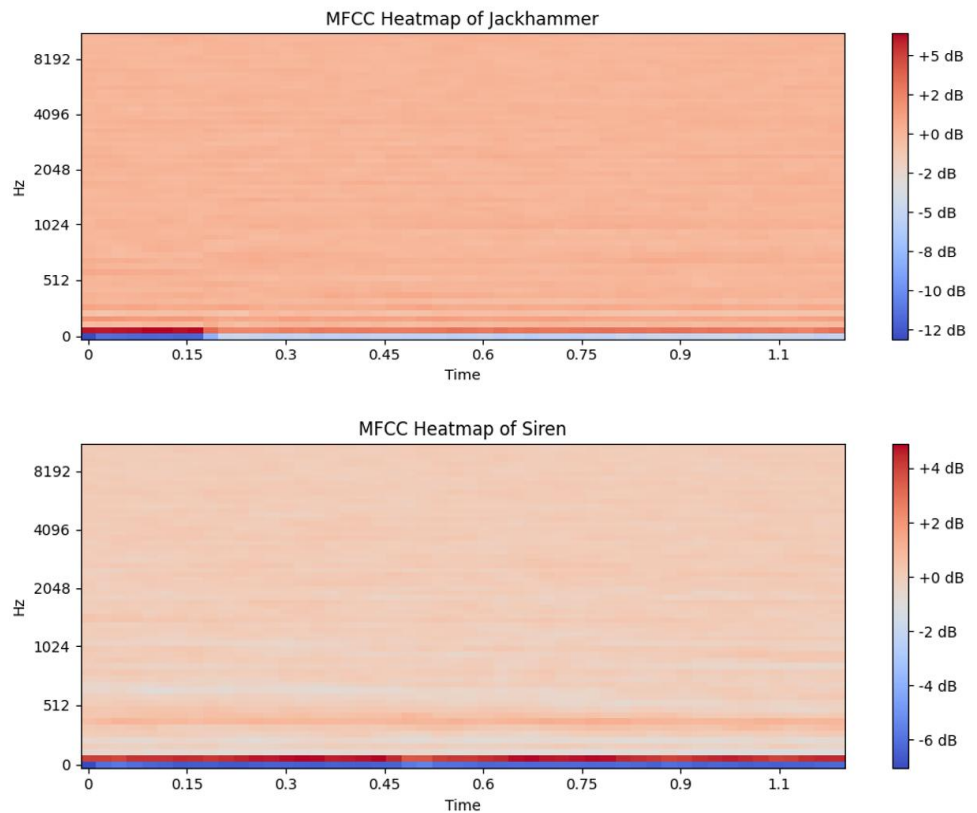 MFCC Heatmap of Jackhammer
8192
4096
2048
1024
512
0
Hz
0 0.15 0.3 0.45 0.6 0.75 0.9 1.1
Time
+5 dB
+2 dB
+0 dB
-2 dB
-5 dB
-8 dB
-10 dB
-12 dB
MFCC Heatmap of Siren
8192
4096
2048
1024
512
0
Hz
0 0.15 0.3 0.45 0.6 0.75 0.9 1.1
Time
+4 dB
+2 dB
+0 dB
-2 dB
-4 dB
-6 dB